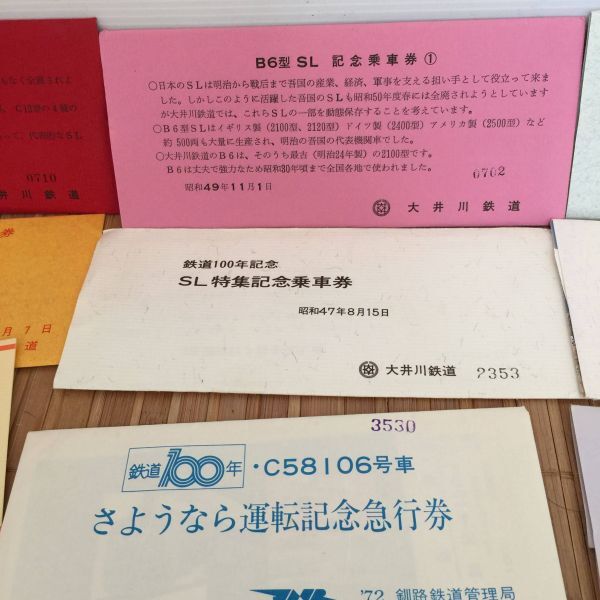 もなく全廃されよ
C12型の4種の
って、代表的なSL
0710
B6型 SL 記念乗車券①
○日本のSLは明治から戦后まで吾国の産業、経済、軍事を支える担い手として役立って来ま
した。しかしこのように活躍した吾国のSLも昭和50年度春には全廃されようとしています
が大井川鉄道では、これらSLの一部を動態保存することを考えています。
○B6型SLはイギリス製(2100型、2120型)ドイツ製(2400型)アメリカ製(2500型)など
約500両も大量に生産され、明治の吾国の代表機関車でした。
○大井川鉄道のB6は、そのうち最古(明治24年製)の2100型です。
B6は丈夫で強力なため昭和30年頃まで全国各地で使われました。
昭和49年11月1日
0702
大井川鉄道
券
月7日
道
鉄道100年記念
SL特集記念乗車券
昭和47年8月15日
大井川鉄道
2353
3530
鉄道100年・C58106号車
さようなら運転記念急行券
'72 釧路鉄道管理局